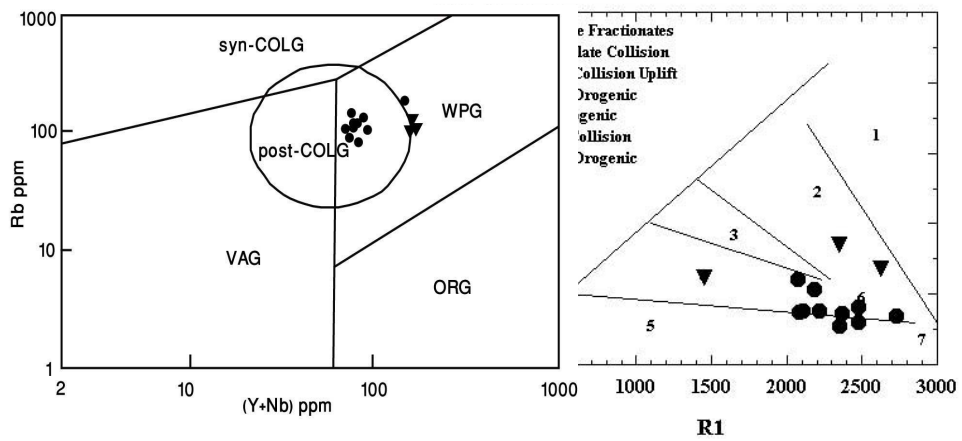 1000
100
10
1
Rb ppm
syn-COLG
WPG
post-COLG
VAG
ORG
2
10
100
1000
(Y+Nb) ppm
e Fractionates
late Collision
Collision Uplift
Orogenic
ogenic
Collision
Orogenic
1
2
3
6
5
7
1000
1500
2000
2500
3000
R1